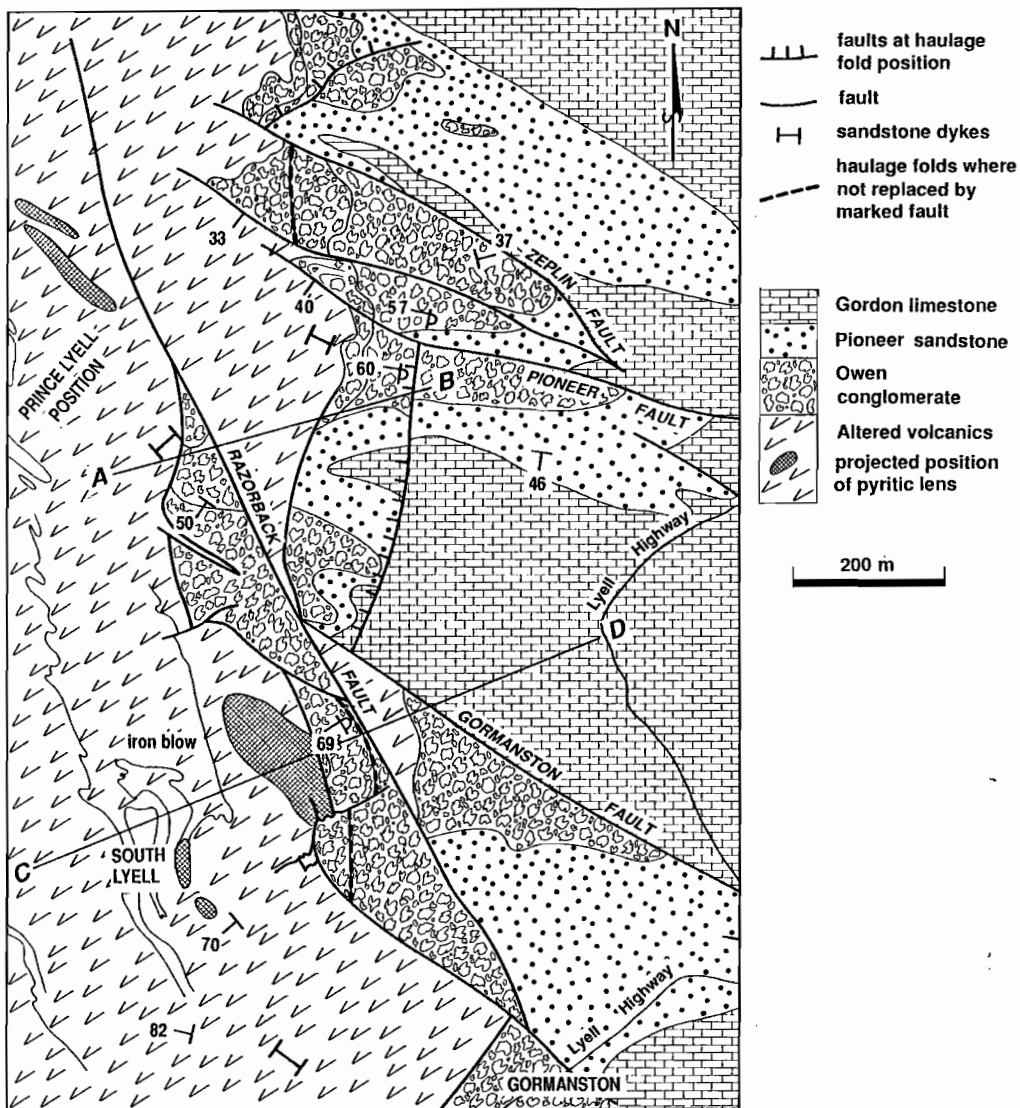 N
33
37
ZEPLIN
FAULT
40
57
60
B
PIONEER
FAULT
PRINCE LYELL
POSITION
A
RAZORBACK
FAULT
50
46
Lyell Highway
D
GORMANSTON
FAULT
69
iron blow
C
SOUTH
LYELL
70
82
Lyell Highway
GORMANSTON
faults at haulage
fold position
fault
sandstone dykes
haulage folds where
not replaced by
marked fault
Gordon limestone
Pioneer sandstone
Owen
conglomerate
Altered volcanics
projected position
of pyritic lens
200 m